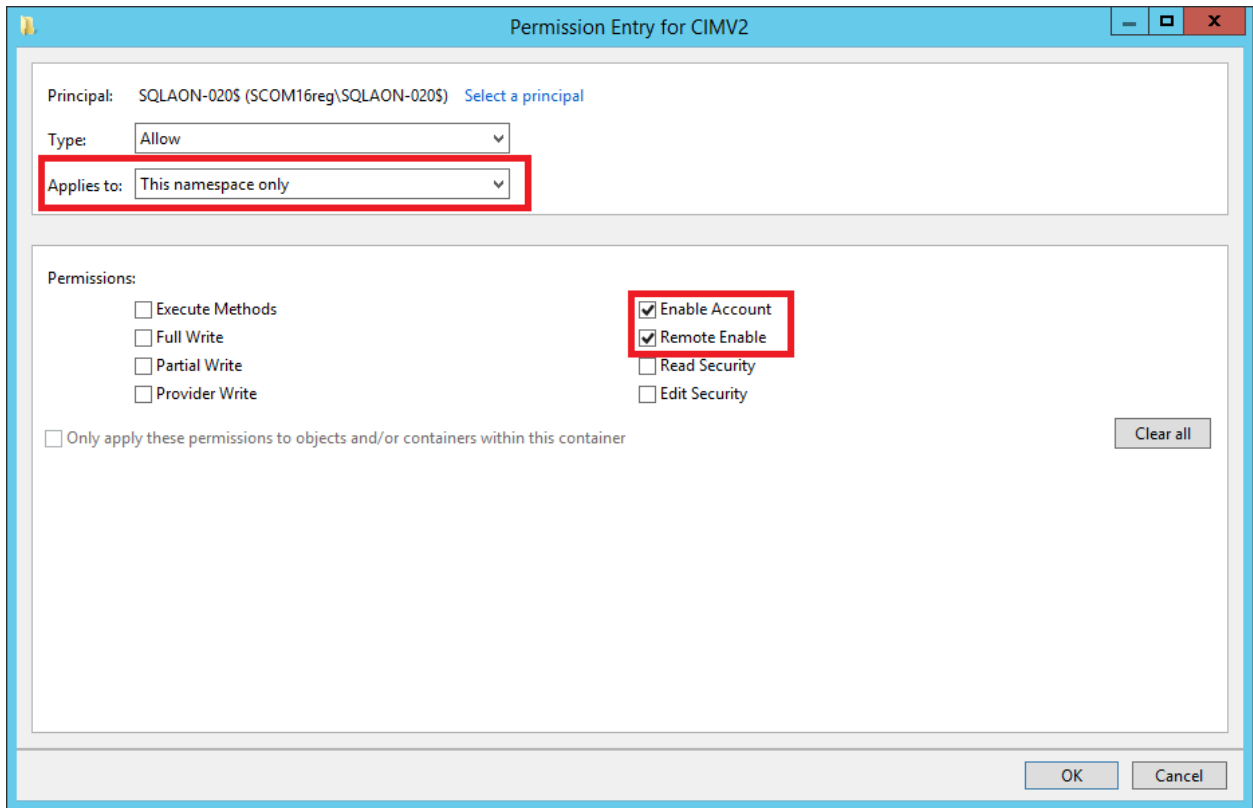 Permission Entry for CIMV2
Principal: SQLAON-020$ (SCOM16reg\SQLAON-020$) Select a principal
Type: Allow
Applies to: This namespace only
Permissions:
Execute Methods Enable Account
Full Write Remote Enable
Partial Write Read Security
Provider Write Edit Security
Only apply these permissions to objects and/or containers within this container
Clear all
OK Cancel